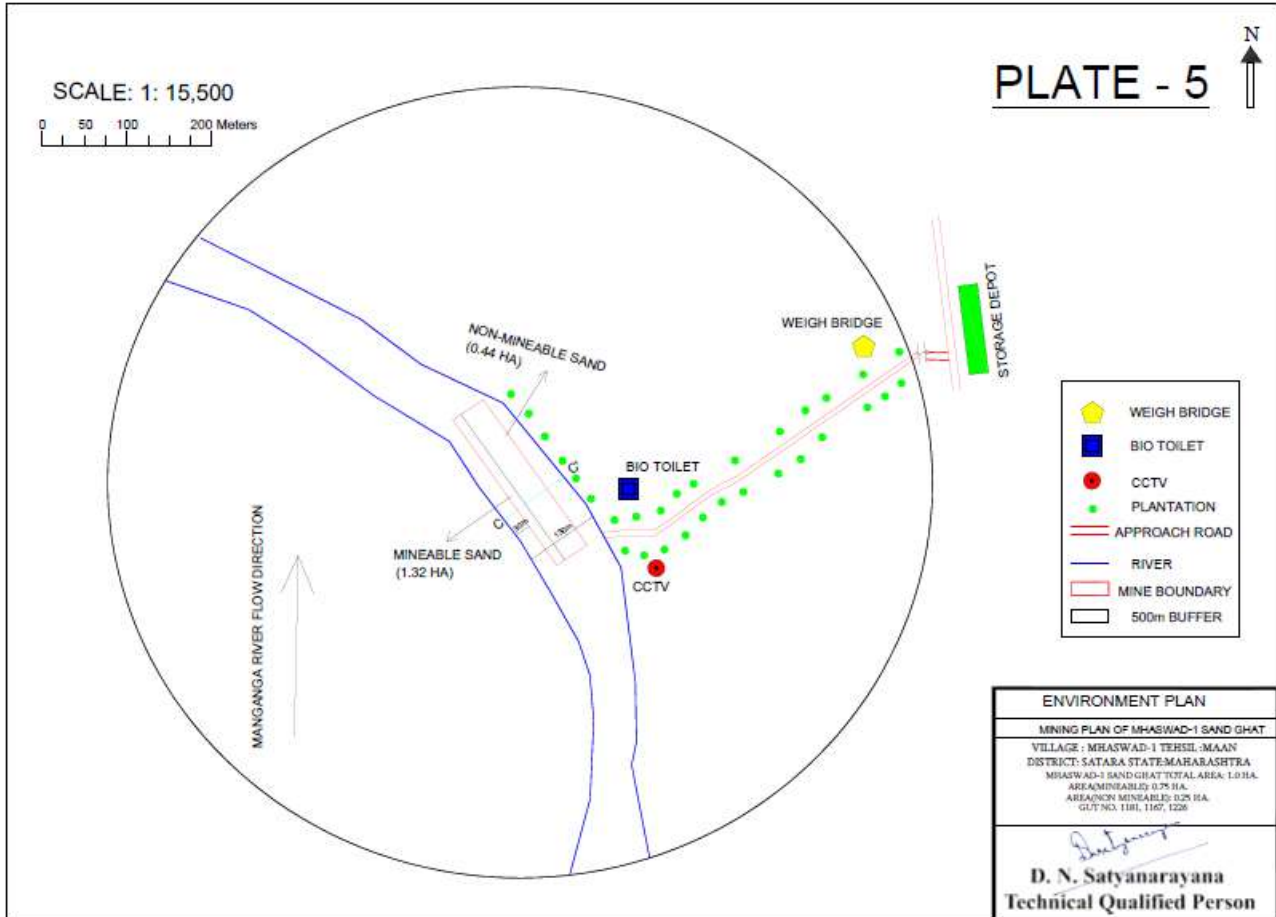 SCALE: 1: 15,500
0 50 100 200 Meters
PLATE - 5
N
NON-MINEABLE SAND
(0.44 HA)
WEIGH BRIDGE
STORAGE DEPOT
BIO TOILET
C'
C
MINEABLE SAND
(1.32 HA)
CCTV
MANGANGA RIVER FLOW DIRECTION
WEIGH BRIDGE
BIO TOILET
CCTV
PLANTATION
APPROACH ROAD
RIVER
MINE BOUNDARY
500m BUFFER
ENVIRONMENT PLAN
MINING PLAN OF MHASWAD-1 SAND GHAT
VILLAGE : MHASWAD-1 TEHSIL :MAAN
DISTRICT: SATARA STATE:MAHARASHTRA
MHASWAD-1 SAND GHAT TOTAL AREA: 1.0 HA.
AREA(MINEABLE): 0.75 HA.
AREA(NON MINEABLE): 0.25 HA.
GUT NO. 1181, 1167, 1226
D. N. Satyanarayana
Technical Qualified Person